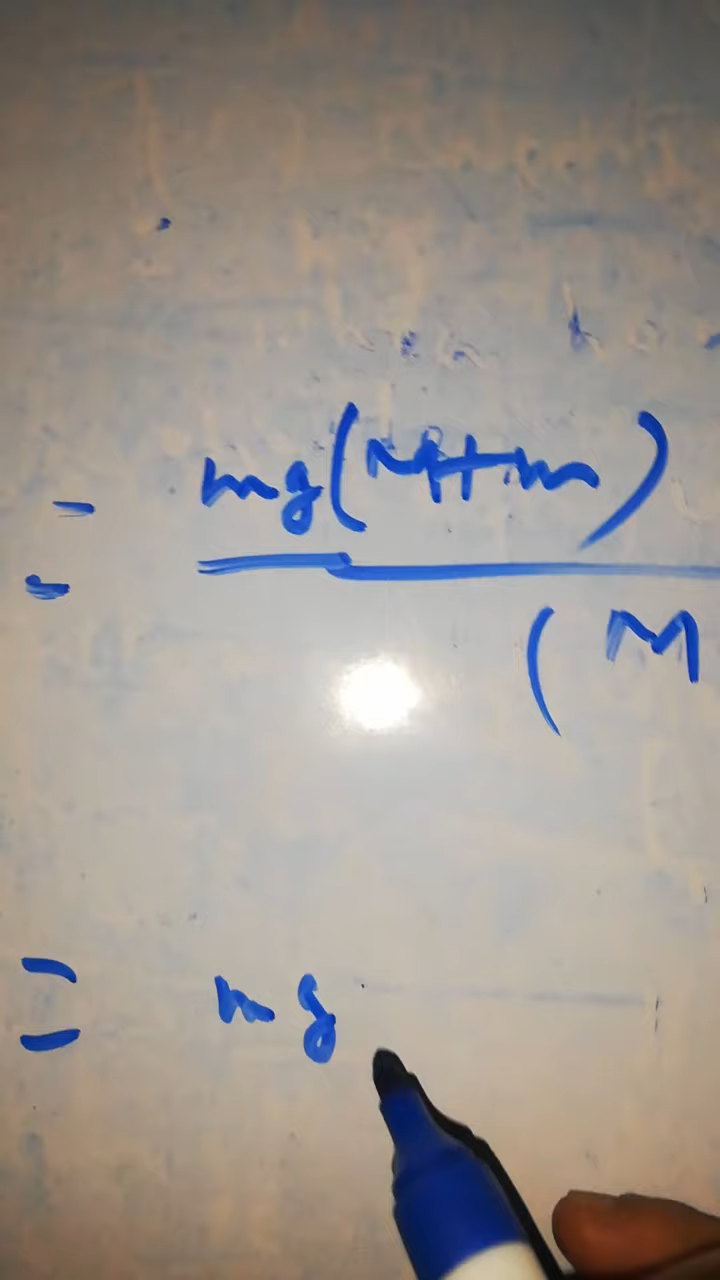 = mg(M+m)
(M
= mg